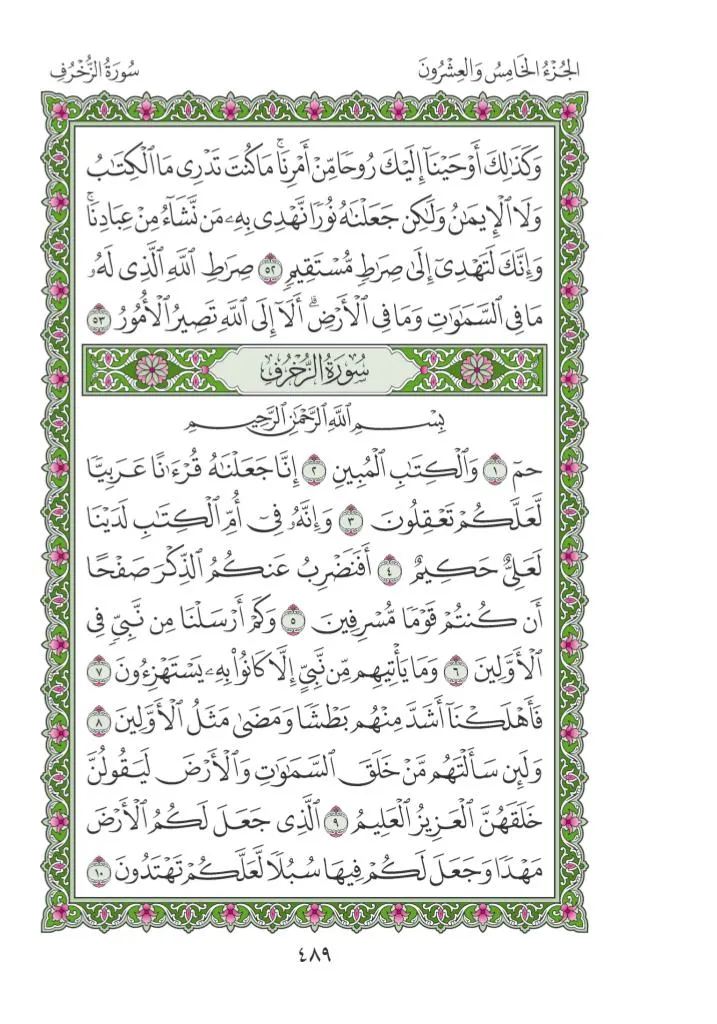 الجُزْءُ الخَامِسُ وَالعِشْرُونَ
سُورَةُ الزُّخْرُفِ
وَكَذَٰلِكَ أَوْحَيْنَآ إِلَيْكَ رُوحًا مِّنْ أَمْرِنَاۚ مَا كُنتَ تَدْرِى مَا ٱلْكِتَـٰبُ
وَلَا ٱلْإِيمَـٰنُ وَلَـٰكِن جَعَلْنَـٰهُ نُورًا نَّهْدِى بِهِۦ مَن نَّشَآءُ مِنْ عِبَادِنَاۚ
وَإِنَّكَ لَتَهْدِىٓ إِلَىٰ صِرَٰطٍ مُّسْتَقِيمٍ ٥٢ صِرَٰطِ ٱللَّهِ ٱلَّذِى لَهُۥ
مَا فِى ٱلسَّمَـٰوَٰتِ وَمَا فِى ٱلْأَرْضِۗ أَلَآ إِلَى ٱللَّهِ تَصِيرُ ٱلْأُمُورُ ٥٣
سُورَةُ الزُّخْرُفِ
بِسْمِ ٱللَّهِ ٱلرَّحْمَـٰنِ ٱلرَّحِيمِ
حمٓ ١ وَٱلْكِتَـٰبِ ٱلْمُبِينِ ٢ إِنَّا جَعَلْنَـٰهُ قُرْءَٰنًا عَرَبِيًّا
لَّعَلَّكُمْ تَعْقِلُونَ ٣ وَإِنَّهُۥ فِىٓ أُمِّ ٱلْكِتَـٰبِ لَدَيْنَا
لَعَلِىٌّ حَكِيمٌ ٤ أَفَنَضْرِبُ عَنكُمُ ٱلذِّكْرَ صَفْحًا
أَن كُنتُمْ قَوْمًا مُّسْرِفِينَ ٥ وَكَمْ أَرْسَلْنَا مِن نَّبِىٍّ فِى
ٱلْأَوَّلِينَ ٦ وَمَا يَأْتِيهِم مِّن نَّبِىٍّ إِلَّا كَانُوا۟ بِهِۦ يَسْتَهْزِءُونَ ٧
فَأَهْلَكْنَآ أَشَدَّ مِنْهُم بَطْشًا وَمَضَىٰ مَثَلُ ٱلْأَوَّلِينَ ٨
وَلَئِن سَأَلْتَهُم مَّنْ خَلَقَ ٱلسَّمَـٰوَٰتِ وَٱلْأَرْضَ لَيَقُولُنَّ
خَلَقَهُنَّ ٱلْعَزِيزُ ٱلْعَلِيمُ ٩ ٱلَّذِى جَعَلَ لَكُمُ ٱلْأَرْضَ
مَهْدًا وَجَعَلَ لَكُمْ فِيهَا سُبُلًا لَّعَلَّكُمْ تَهْتَدُونَ ١٠
٤٨٩